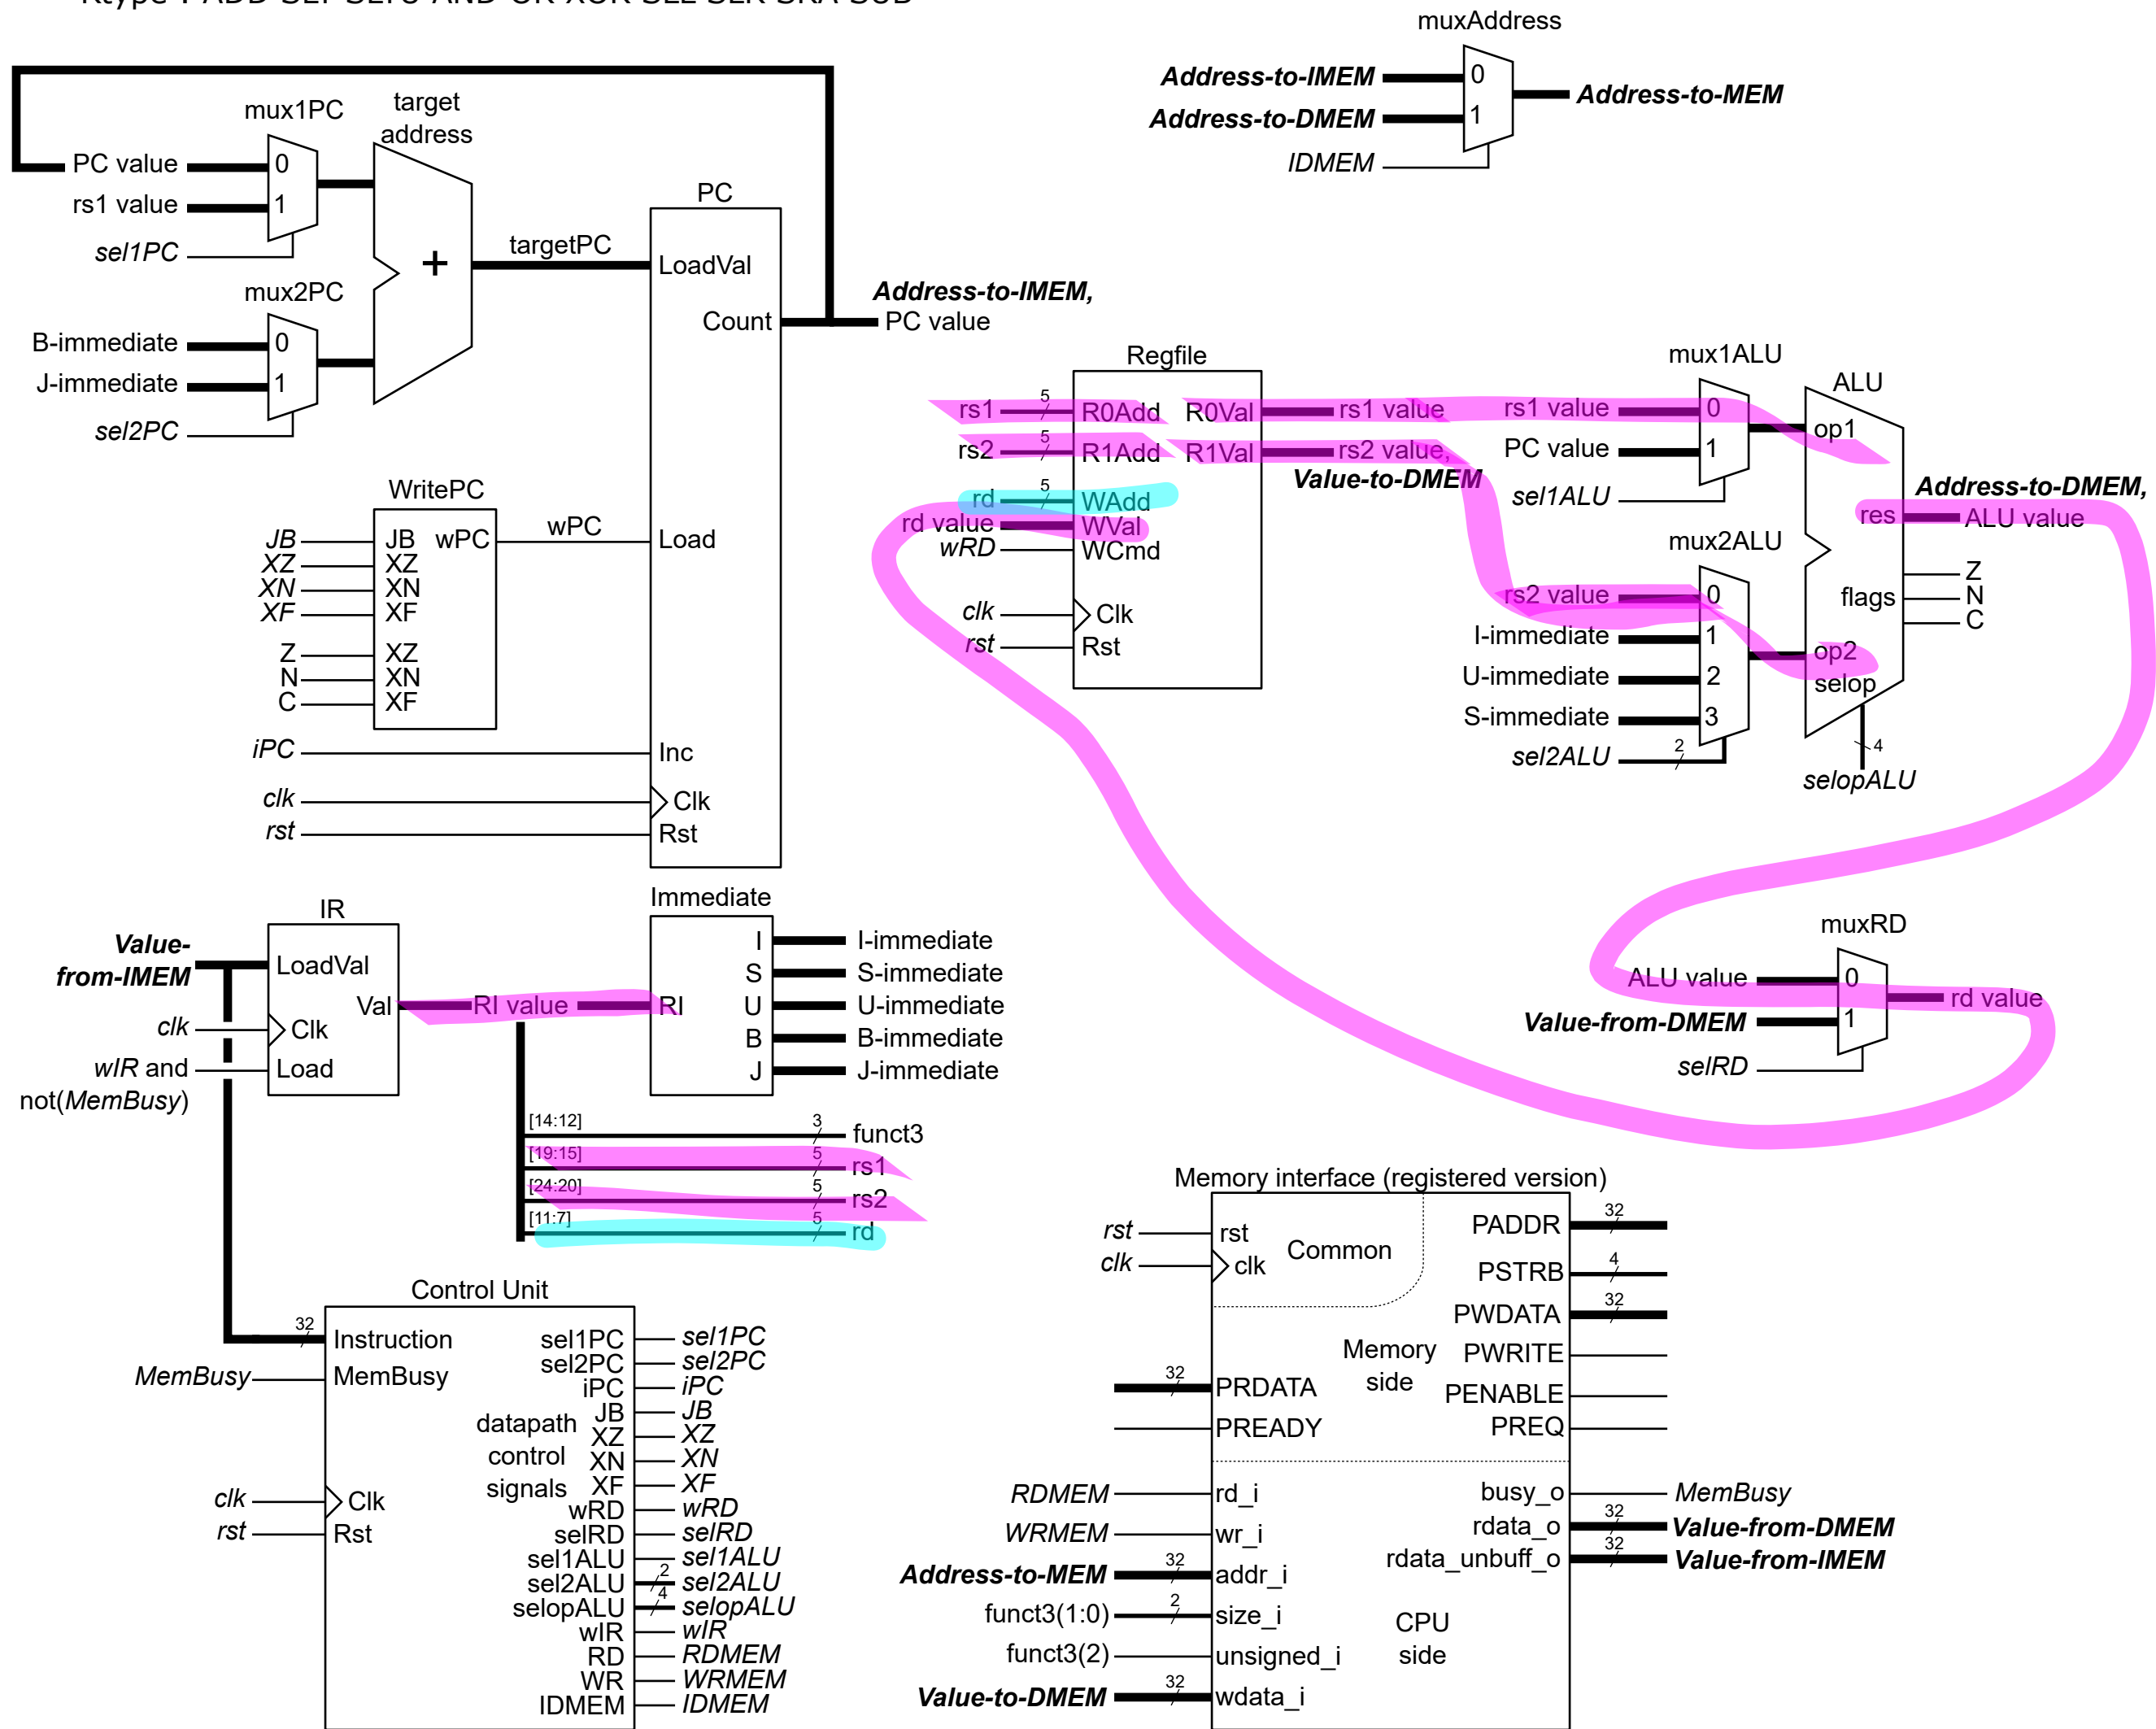 Rtype : ADD SLT SLTU AND OR XOR SLL SLR SRA SUB
muxAddress
Address-to-IMEM
0
Address-to-MEM
Address-to-DMEM
1
IDMEM
mux1PC
target
address
PC value
0
rs1 value
1
sel1PC
+
targetPC
mux2PC
B-immediate
0
J-immediate
1
sel2PC
PC
LoadVal
Count
Address-to-IMEM,
PC value
WritePC
JB
JB
wPC
wPC
Load
XZ
XZ
XN
XN
XF
XF
Z
XZ
N
XN
C
XF
iPC
Inc
clk
Clk
rst
Rst
Regfile
rs1
5
R0Add
R0Val
rs1 value
rs2
5
R1Add
R1Val
rs2 value,
Value-to-DMEM
rd
5
WAdd
rd value
WVal
wRD
WCmd
clk
Clk
rst
Rst
mux1ALU
rs1 value
0
PC value
1
sel1ALU
mux2ALU
rs2 value
0
I-immediate
1
U-immediate
2
S-immediate
3
sel2ALU
2
ALU
op1
Address-to-DMEM,
res
ALU value
Z
flags
N
C
op2
selop
4
selopALU
muxRD
ALU value
0
rd value
Value-from-DMEM
1
selRD
IR
Value-
from-IMEM
LoadVal
Val
RI value
clk
Clk
wIR and
not(MemBusy)
Load
Immediate
RI
I
I-immediate
S
S-immediate
U
U-immediate
B
B-immediate
J
J-immediate
[14:12]
3
funct3
[19:15]
5
rs1
[24:20]
5
rs2
[11:7]
5
rd
Control Unit
32
Instruction
MemBusy
MemBusy
datapath
control
signals
clk
Clk
rst
Rst
sel1PC
sel1PC
sel2PC
sel2PC
iPC
iPC
JB
JB
XZ
XZ
XN
XN
XF
XF
wRD
wRD
selRD
selRD
sel1ALU
sel1ALU
sel2ALU
2
sel2ALU
selopALU
4
selopALU
wIR
wIR
RD
RDMEM
WR
WRMEM
IDMEM
IDMEM
Memory interface (registered version)
rst
rst
clk
clk
Common
PADDR
32
PSTRB
4
PWDATA
32
Memory
side
PWRITE
PENABLE
PREQ
32
PRDATA
PREADY
RDMEM
rd_i
WRMEM
wr_i
Address-to-MEM
32
addr_i
funct3(1:0)
2
size_i
funct3(2)
unsigned_i
Value-to-DMEM
32
wdata_i
CPU
side
busy_o
MemBusy
rdata_o
32
Value-from-DMEM
rdata_unbuff_o
32
Value-from-IMEM